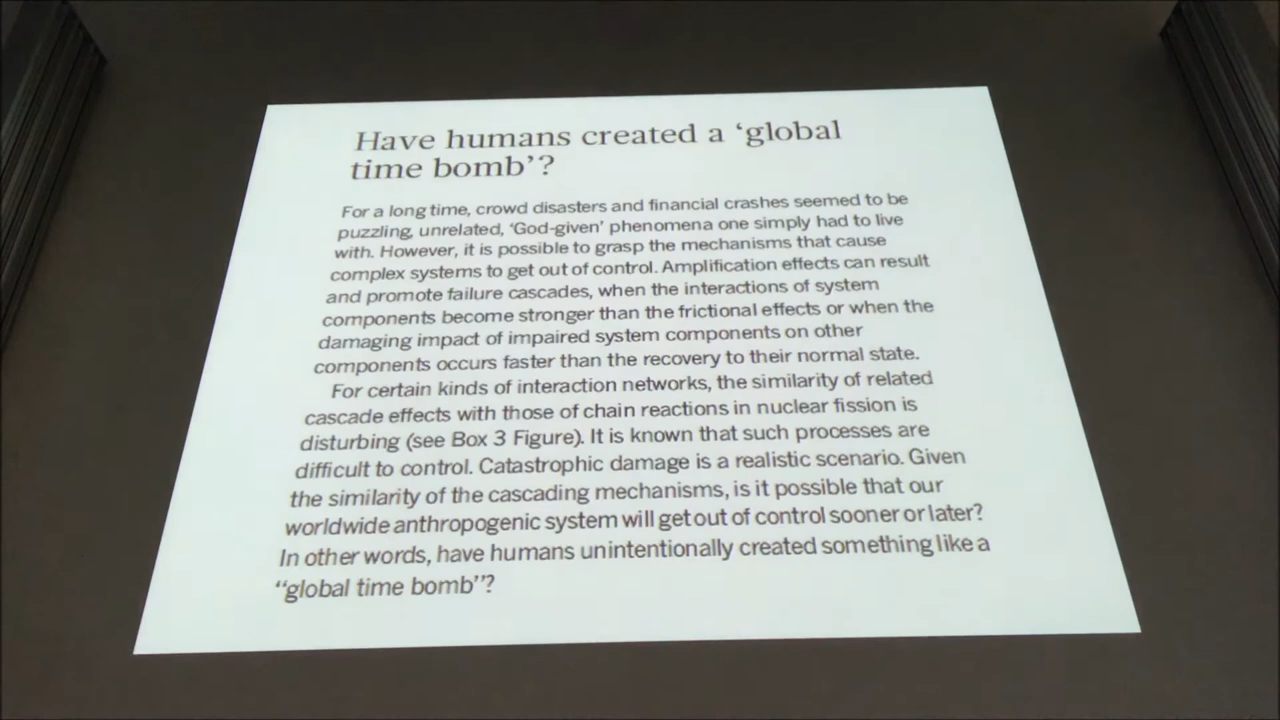 Have humans created a ‘global
time bomb’?
For a long time, crowd disasters and financial crashes seemed to be
puzzling, unrelated, ‘God-given’ phenomena one simply had to live
with. However, it is possible to grasp the mechanisms that cause
complex systems to get out of control. Amplification effects can result
and promote failure cascades, when the interactions of system
components become stronger than the frictional effects or when the
damaging impact of impaired system components on other
components occurs faster than the recovery to their normal state.
For certain kinds of interaction networks, the similarity of related
cascade effects with those of chain reactions in nuclear fission is
disturbing (see Box 3 Figure). It is known that such processes are
difficult to control. Catastrophic damage is a realistic scenario. Given
the similarity of the cascading mechanisms, is it possible that our
worldwide anthropogenic system will get out of control sooner or later?
In other words, have humans unintentionally created something like a
“global time bomb”?